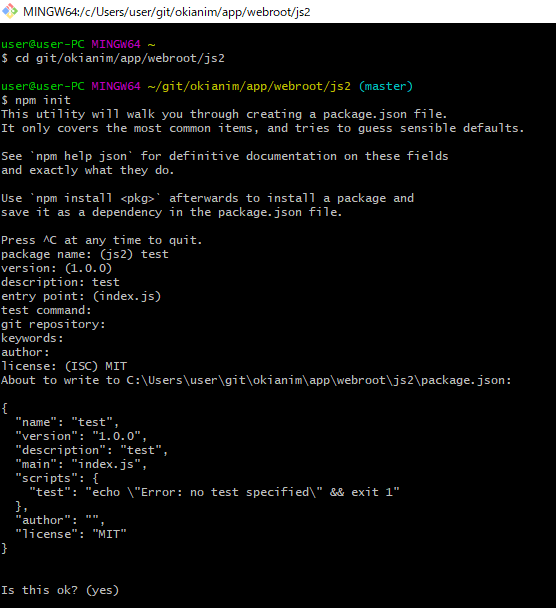 MINGW64:/c/Users/user/git/okianim/app/webroot/js2
user@user-PC MINGW64 ~
$ cd git/okianim/app/webroot/js2
user@user-PC MINGW64 ~/git/okianim/app/webroot/js2 (master)
$ npm init
This utility will walk you through creating a package.json file.
It only covers the most common items, and tries to guess sensible defaults.
See `npm help json` for definitive documentation on these fields
and exactly what they do.
Use `npm install <pkg>` afterwards to install a package and
save it as a dependency in the package.json file.
Press ^C at any time to quit.
package name: (js2) test
version: (1.0.0)
description: test
entry point: (index.js)
test command:
git repository:
keywords:
author:
license: (ISC) MIT
About to write to C:\Users\user\git\okianim\app\webroot\js2\package.json:
{
  "name": "test",
  "version": "1.0.0",
  "description": "test",
  "main": "index.js",
  "scripts": {
    "test": "echo \"Error: no test specified\" && exit 1"
  },
  "author": "",
  "license": "MIT"
}
Is this ok? (yes)